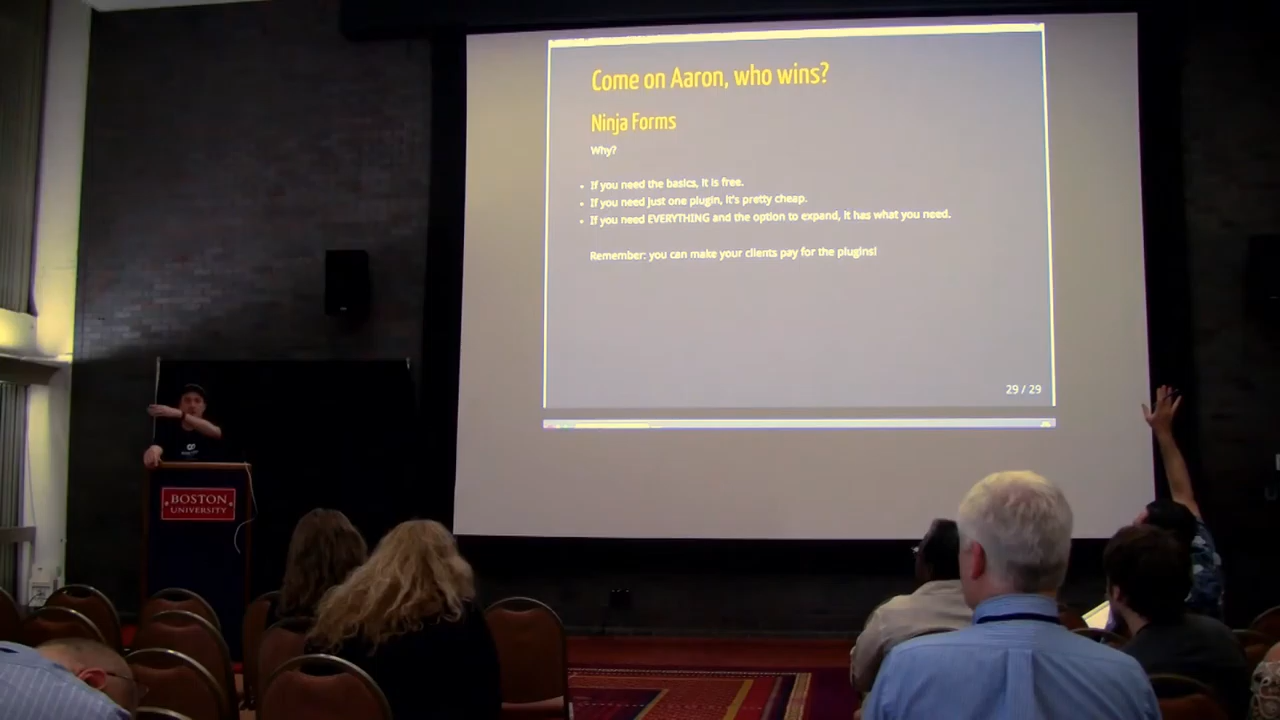 Come on Aaron, who wins?
Ninja Forms
Why?
• If you need the basics, it is free.
• If you need just one plugin, it's pretty cheap.
• If you need EVERYTHING and the option to expand, it has what you need.
Remember: you can make your clients pay for the plugins!
29 / 29
BOSTON
UNIVERSITY